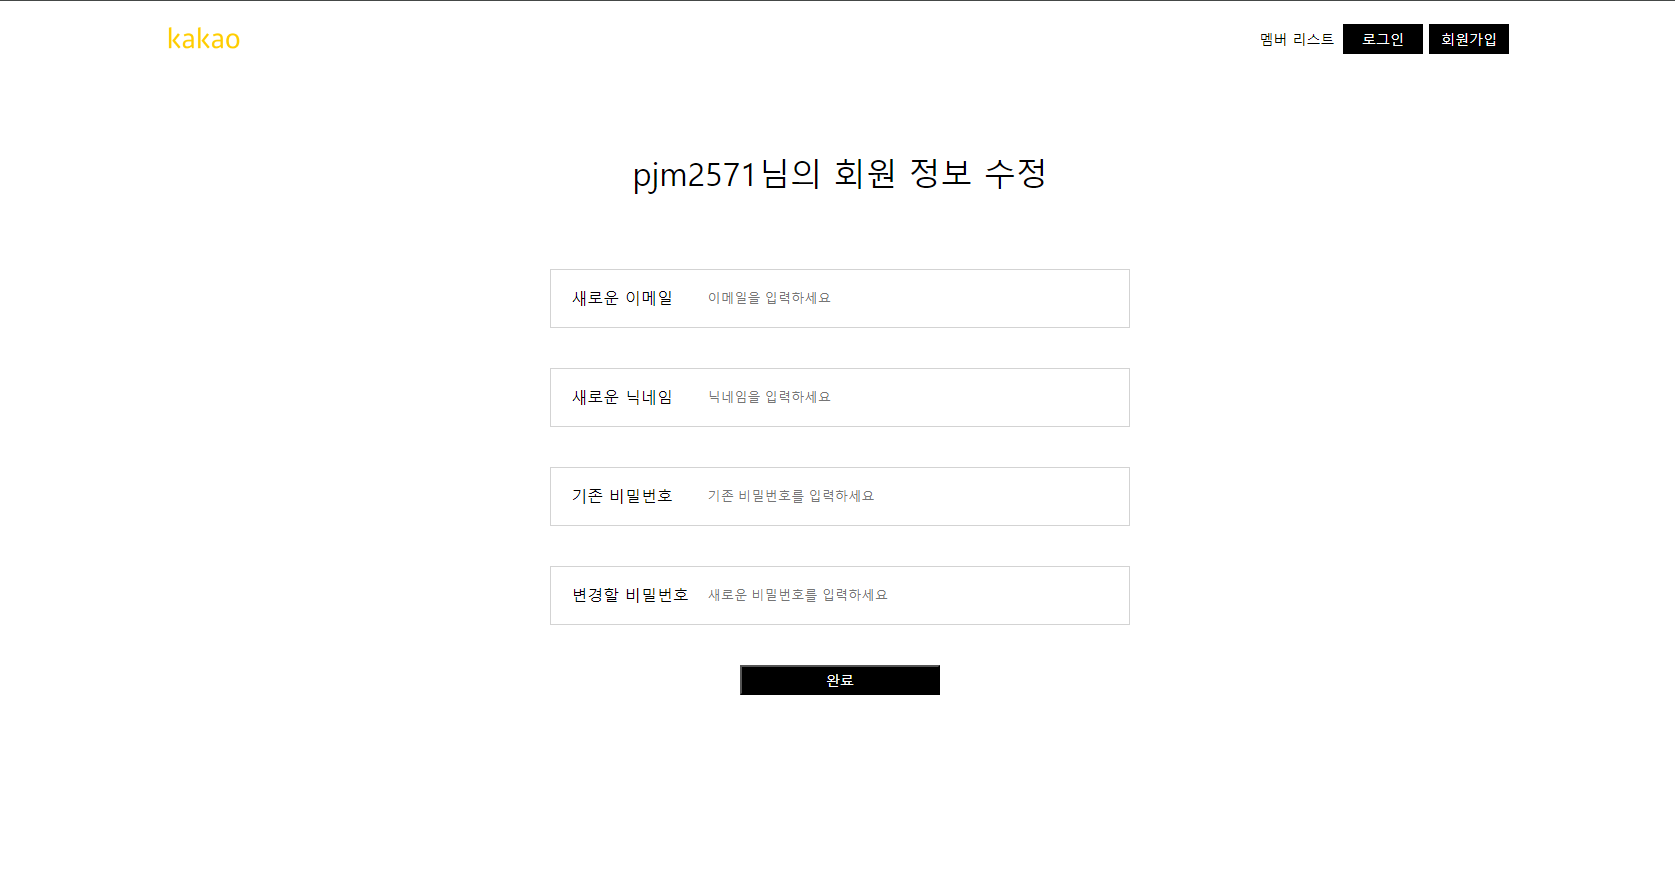 kakao
멤버 리스트 로그인 회원가입
pjm2571님의 회원 정보 수정
새로운 이메일 이메일을 입력하세요
새로운 닉네임 닉네임을 입력하세요
기존 비밀번호 기존 비밀번호를 입력하세요
변경할 비밀번호 새로운 비밀번호를 입력하세요
완료